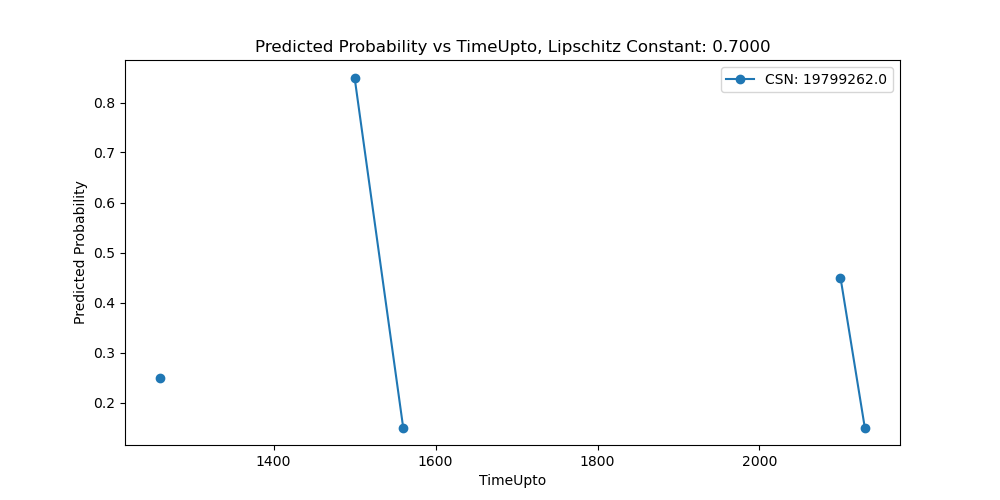 Predicted Probability vs TimeUpto, Lipschitz Constant: 0.7000
CSN: 19799262.0
Predicted Probability
0.8
0.7
0.6
0.5
0.4
0.3
0.2
1400 1600 1800 2000
TimeUpto